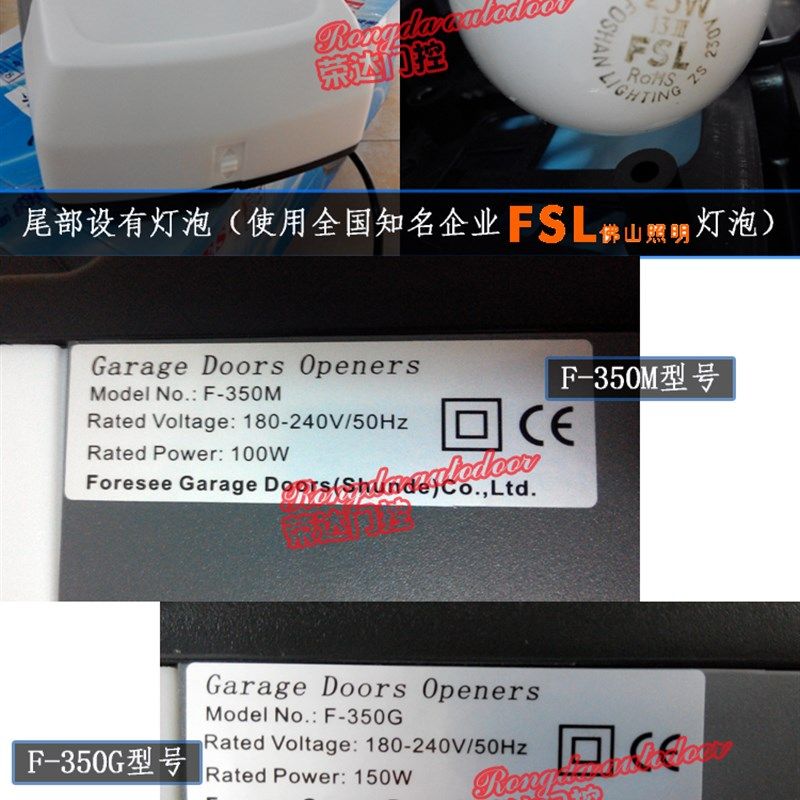 Rongda autodoor
荣达门控
25W
13Ⅲ
FSL
RoHS
FOSHAN LIGHTING ZS 230V
尾部设有灯泡（使用全国知名企业FSL佛山照明灯泡）
Garage Doors Openers
Model No.: F-350M
Rated Voltage: 180-240V/50Hz
Rated Power: 100W
CE
Foresee Garage Doors(Shunde)Co.,Ltd.
F-350M型号
Rongda autodoor
荣达门控
Garage Doors Openers
Model No.: F-350G
Rated Voltage: 180-240V/50Hz
Rated Power: 150W
CE
F-350G型号
Rongda autodoor